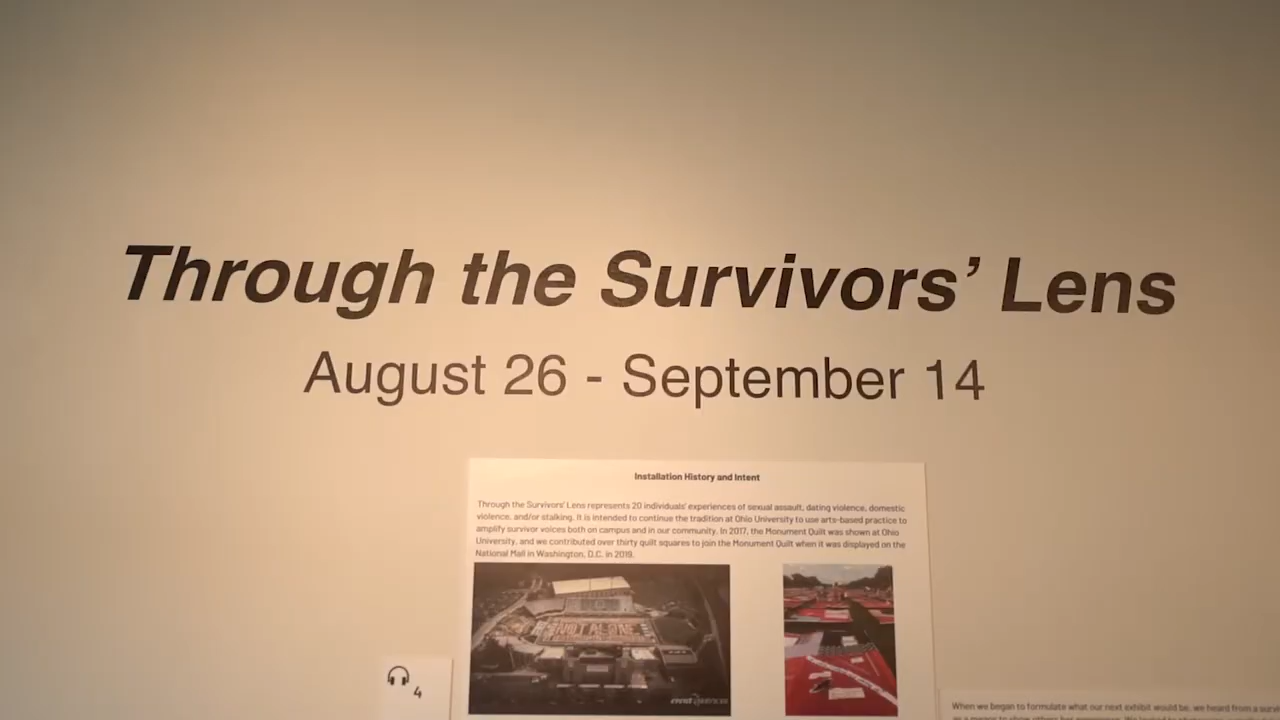 Through the Survivors' Lens
August 26 - September 14
Installation History and Intent
Through the Survivors' Lens represents 20 individuals' experiences of sexual assault, dating violence, domestic
violence, and/or stalking. It is intended to continue the tradition at Ohio University to use arts-based practice to
amplify survivor voices both on campus and in our community. In 2017, the Monument Quilt was shown at Ohio
University, and we contributed over thirty quilt squares to join the Monument Quilt when it was displayed on the
National Mall in Washington, D.C. in 2019.
NOT ALONE
4
When we began to formulate what our next exhibit would be, we heard from a